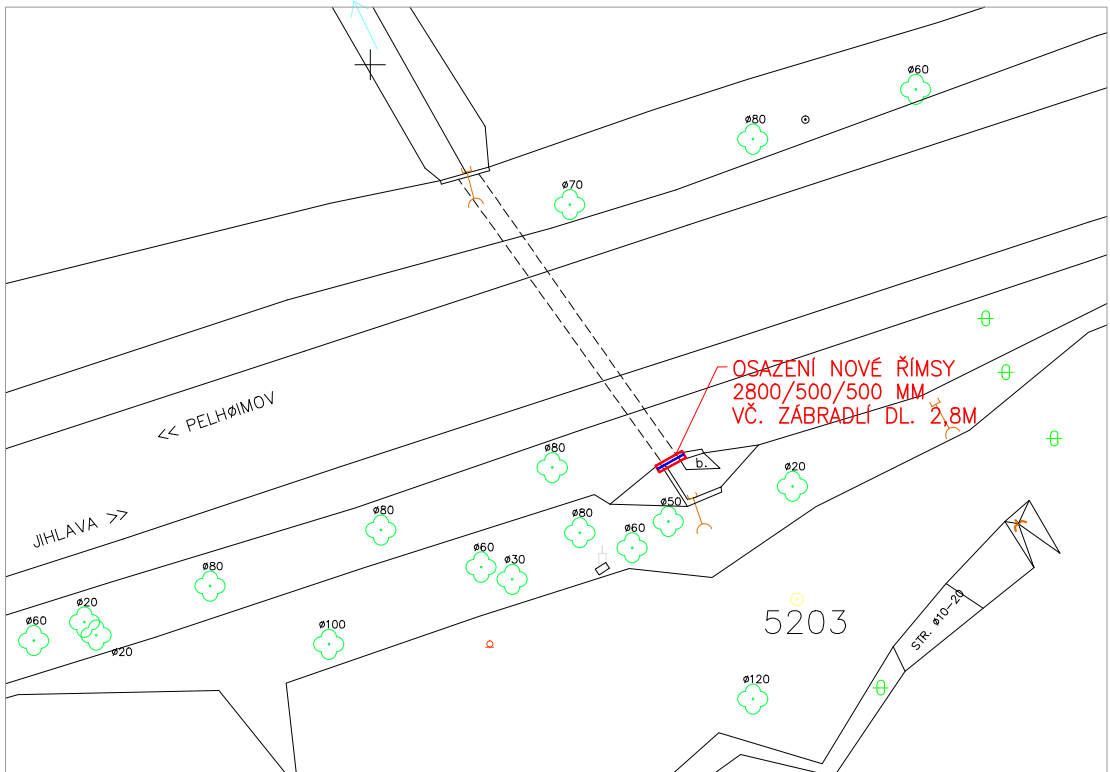 ø60
ø80
ø70
OSAZENÍ NOVÉ ŘÍMSY
2800/500/500 MM
VČ. ZÁBRADLÍ DL. 2,8M
<< PELHøIMOV
b.
ø80
ø20
ø50
JIHLAVA >>
ø80
ø80
ø60
ø60
ø30
ø80
ø20
ø60
ø20
ø100
5203
STR. ø10-20
ø120